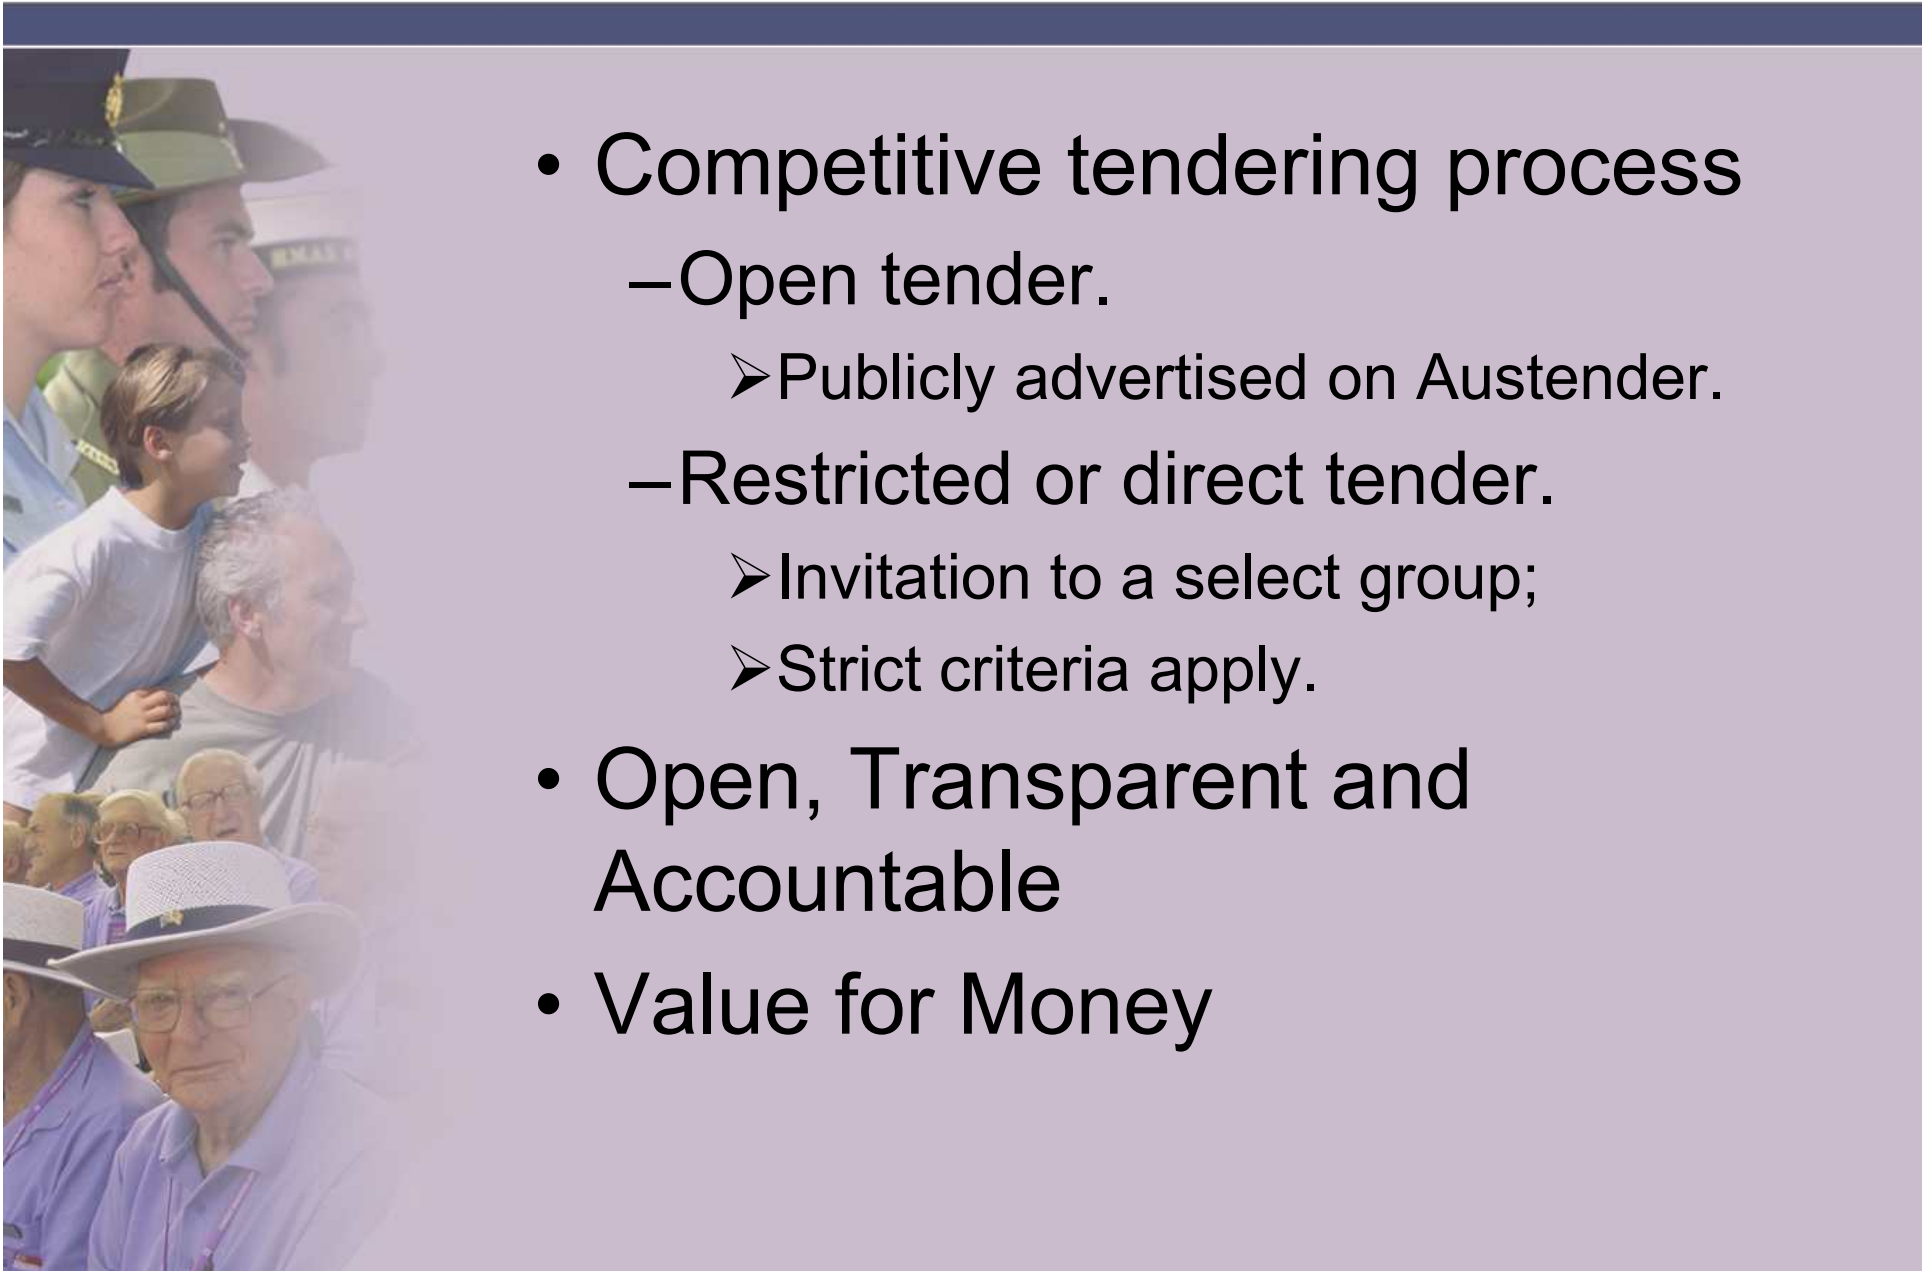 • Competitive tendering process
–Open tender.
➢Publicly advertised on Austender.
–Restricted or direct tender.
➢Invitation to a select group;
➢Strict criteria apply.
• Open, Transparent and
Accountable
• Value for Money
HMAS